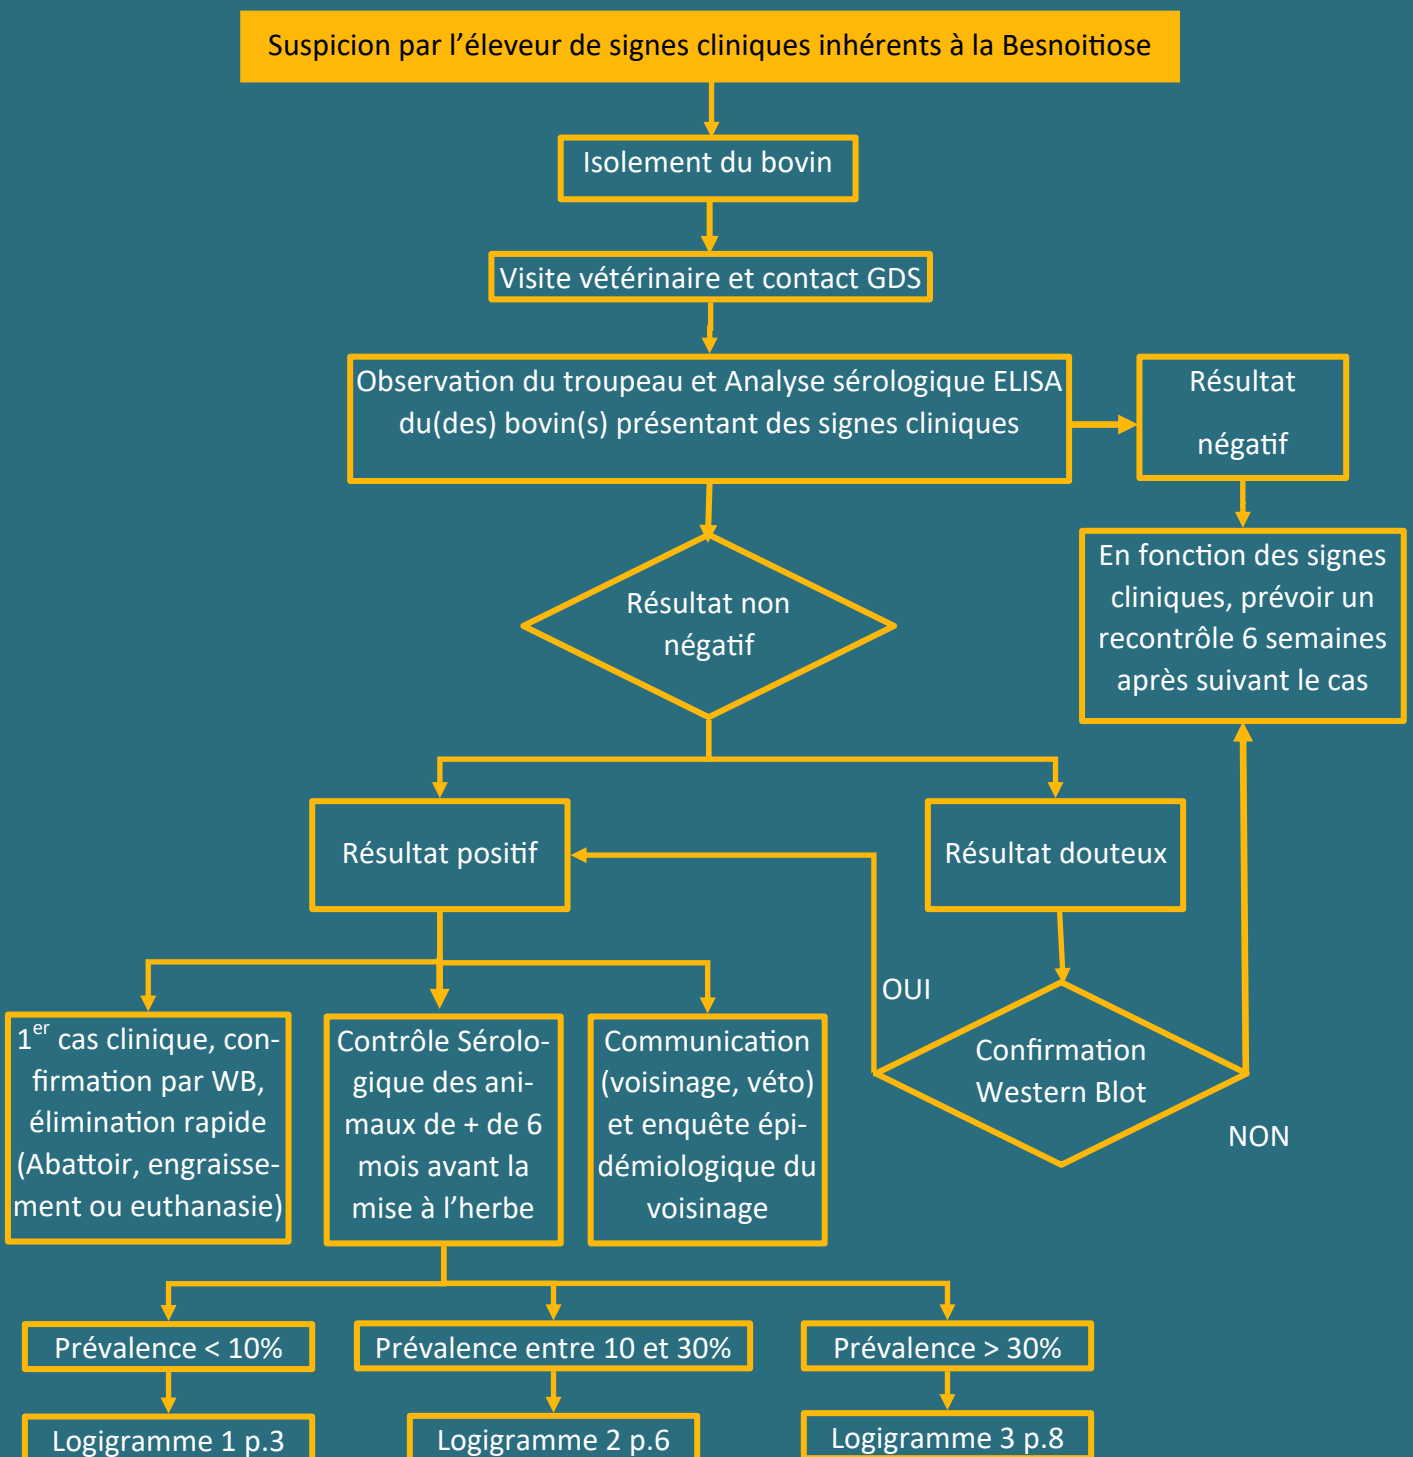 Suspicion par l’éleveur de signes cliniques inhérents à la Besnoitiose
Isolement du bovin
Visite vétérinaire et contact GDS
Observation du troupeau et Analyse sérologique ELISA
du(des) bovin(s) présentant des signes cliniques
Résultat
négatif
En fonction des signes
cliniques, prévoir un
recontrôle 6 semaines
après suivant le cas
Résultat non
négatif
Résultat positif
Résultat douteux
OUI
Confirmation
Western Blot
NON
1er cas clinique, con-
firmation par WB,
élimination rapide
(Abattoir, engraisse-
ment ou euthanasie)
Contrôle Sérolo-
gique des ani-
maux de + de 6
mois avant la
mise à l’herbe
Communication
(voisinage, véto)
et enquête épi-
démiologique du
voisinage
Prévalence < 10%
Prévalence entre 10 et 30%
Prévalence > 30%
Logigramme 1 p.3
Logigramme 2 p.6
Logigramme 3 p.8